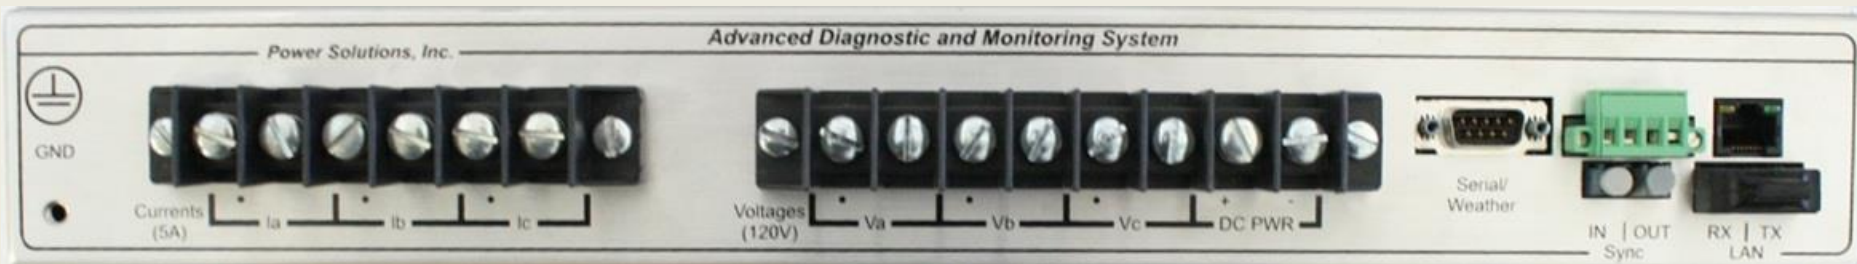 Advanced Diagnostic and Monitoring System
Power Solutions, Inc.
GND
Currents
(5A)
Ia
Ib
Ic
Voltages
(120V)
Va
Vb
Vc
+ -
DC PWR
Serial/
Weather
IN | OUT
Sync
RX | TX
LAN